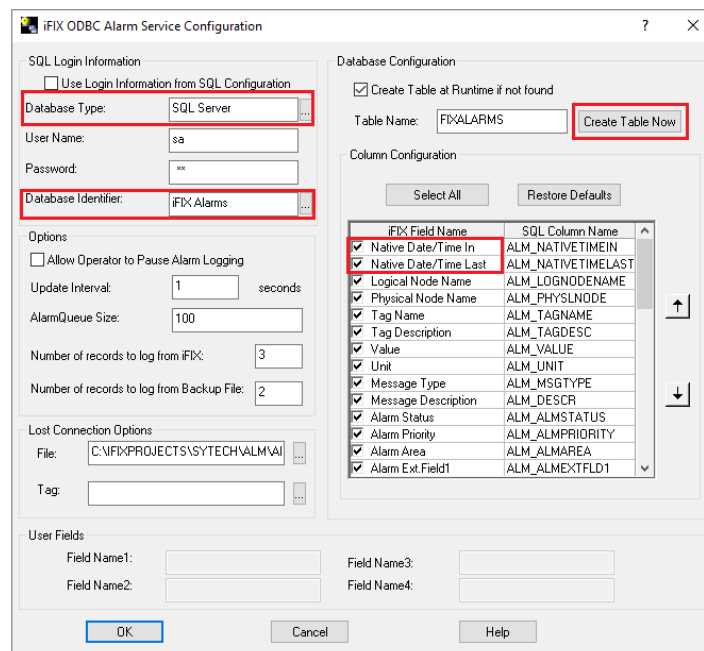 iFIX ODBC Alarm Service Configuration
? ×
SQL Login Information
Use Login Information from SQL Configuration
Database Type: SQL Server ...
User Name: sa
Password: **
Database Identifier: iFIX Alarms ...
Options
Allow Operator to Pause Alarm Logging
Update Interval: 1 seconds
AlarmQueue Size: 100
Number of records to log from iFIX: 3
Number of records to log from Backup File: 2
Lost Connection Options
File: C:\IFIXPROJECTS\SYTECH\ALM\Al ...
Tag: ...
Database Configuration
Create Table at Runtime if not found
Table Name: FIXALARMS Create Table Now
Column Configuration
Select All Restore Defaults
iFIX Field Name SQL Column Name
Native Date/Time In ALM_NATIVETIMEIN
Native Date/Time Last ALM_NATIVETIMELAST
Logical Node Name ALM_LOGNODENAME
Physical Node Name ALM_PHYSLNODE
Tag Name ALM_TAGNAME
Tag Description ALM_TAGDESC
Value ALM_VALUE
Unit ALM_UNIT
Message Type ALM_MSGTYPE
Message Description ALM_DESCR
Alarm Status ALM_ALMSTATUS
Alarm Priority ALM_ALMPRIORITY
Alarm Area ALM_ALMAREA
Alarm Ext.Field1 ALM_ALMEXTFLD1
User Fields
Field Name1: Field Name3:
Field Name2: Field Name4:
OK Cancel Help